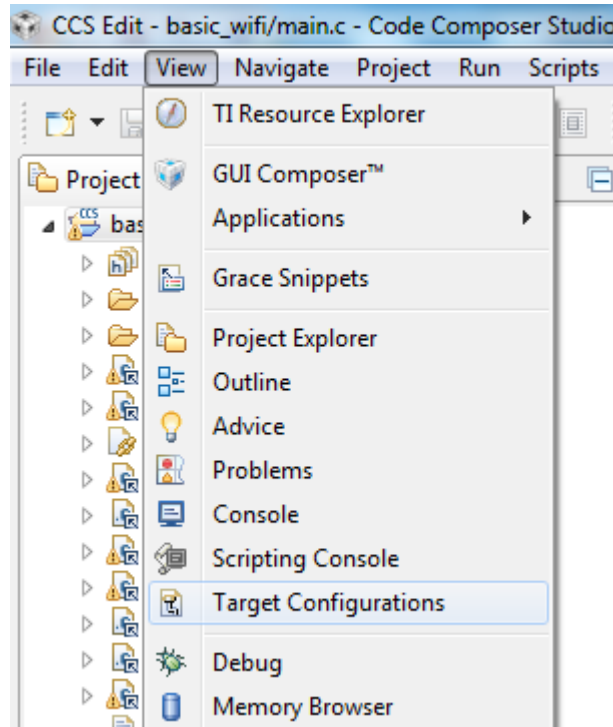 CCS Edit - basic_wifi/main.c - Code Composer Studio
File Edit View Navigate Project Run Scripts
TI Resource Explorer
Project
GUI Composer™
CCS
bas
Applications
Grace Snippets
Project Explorer
Outline
Advice
Problems
Console
Scripting Console
Target Configurations
Debug
Memory Browser